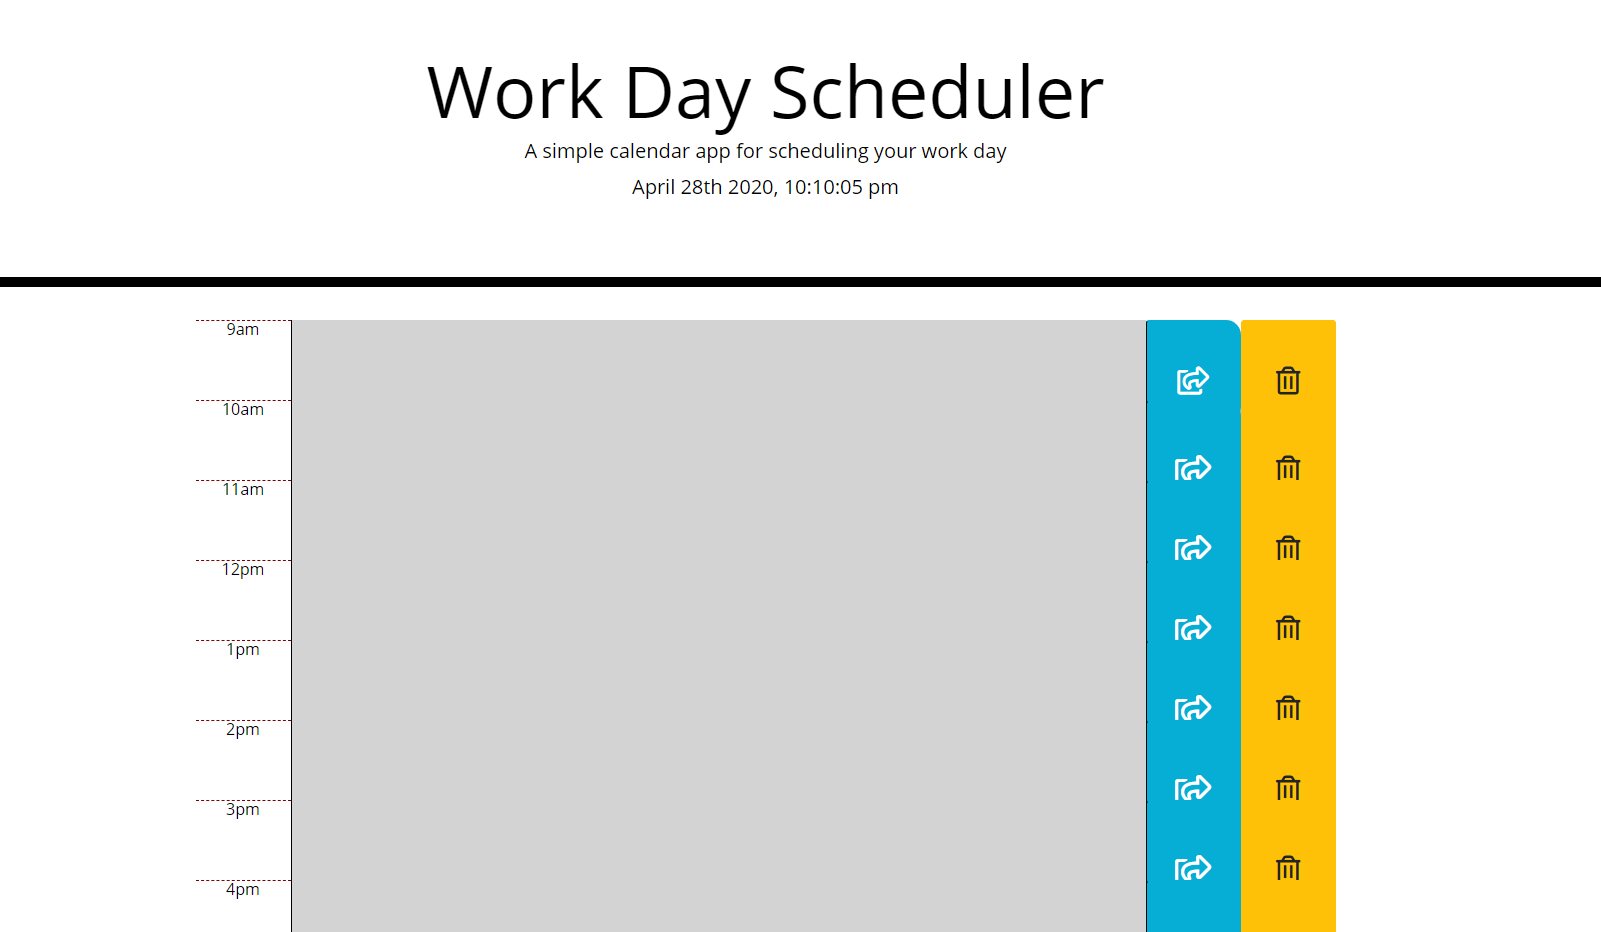 Work Day Scheduler
A simple calendar app for scheduling your work day
April 28th 2020, 10:10:05 pm
9am
10am
11am
12pm
1pm
2pm
3pm
4pm